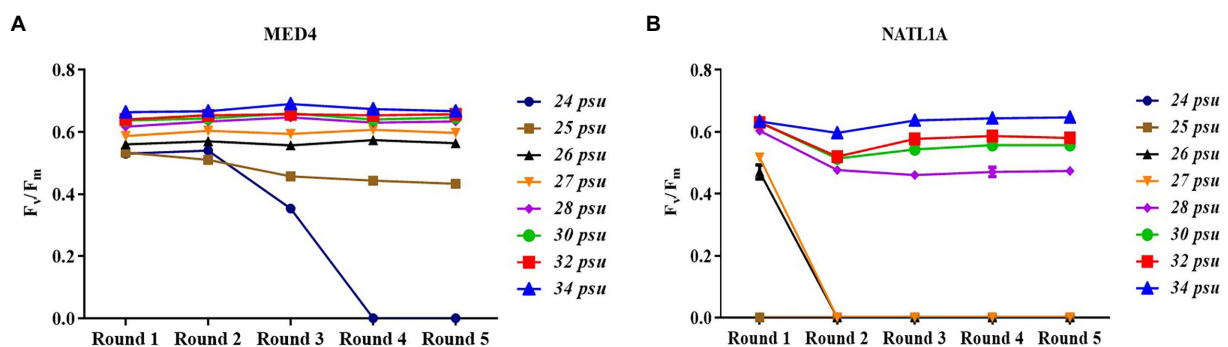 A
MED4
Fv/Fm
0.8
0.6
0.4
0.2
0.0
Round 1 Round 2 Round 3 Round 4 Round 5
24 psu
25 psu
26 psu
27 psu
28 psu
30 psu
32 psu
34 psu
B
NATL1A
Fv/Fm
0.8
0.6
0.4
0.2
0.0
Round 1 Round 2 Round 3 Round 4 Round 5
24 psu
25 psu
26 psu
27 psu
28 psu
30 psu
32 psu
34 psu